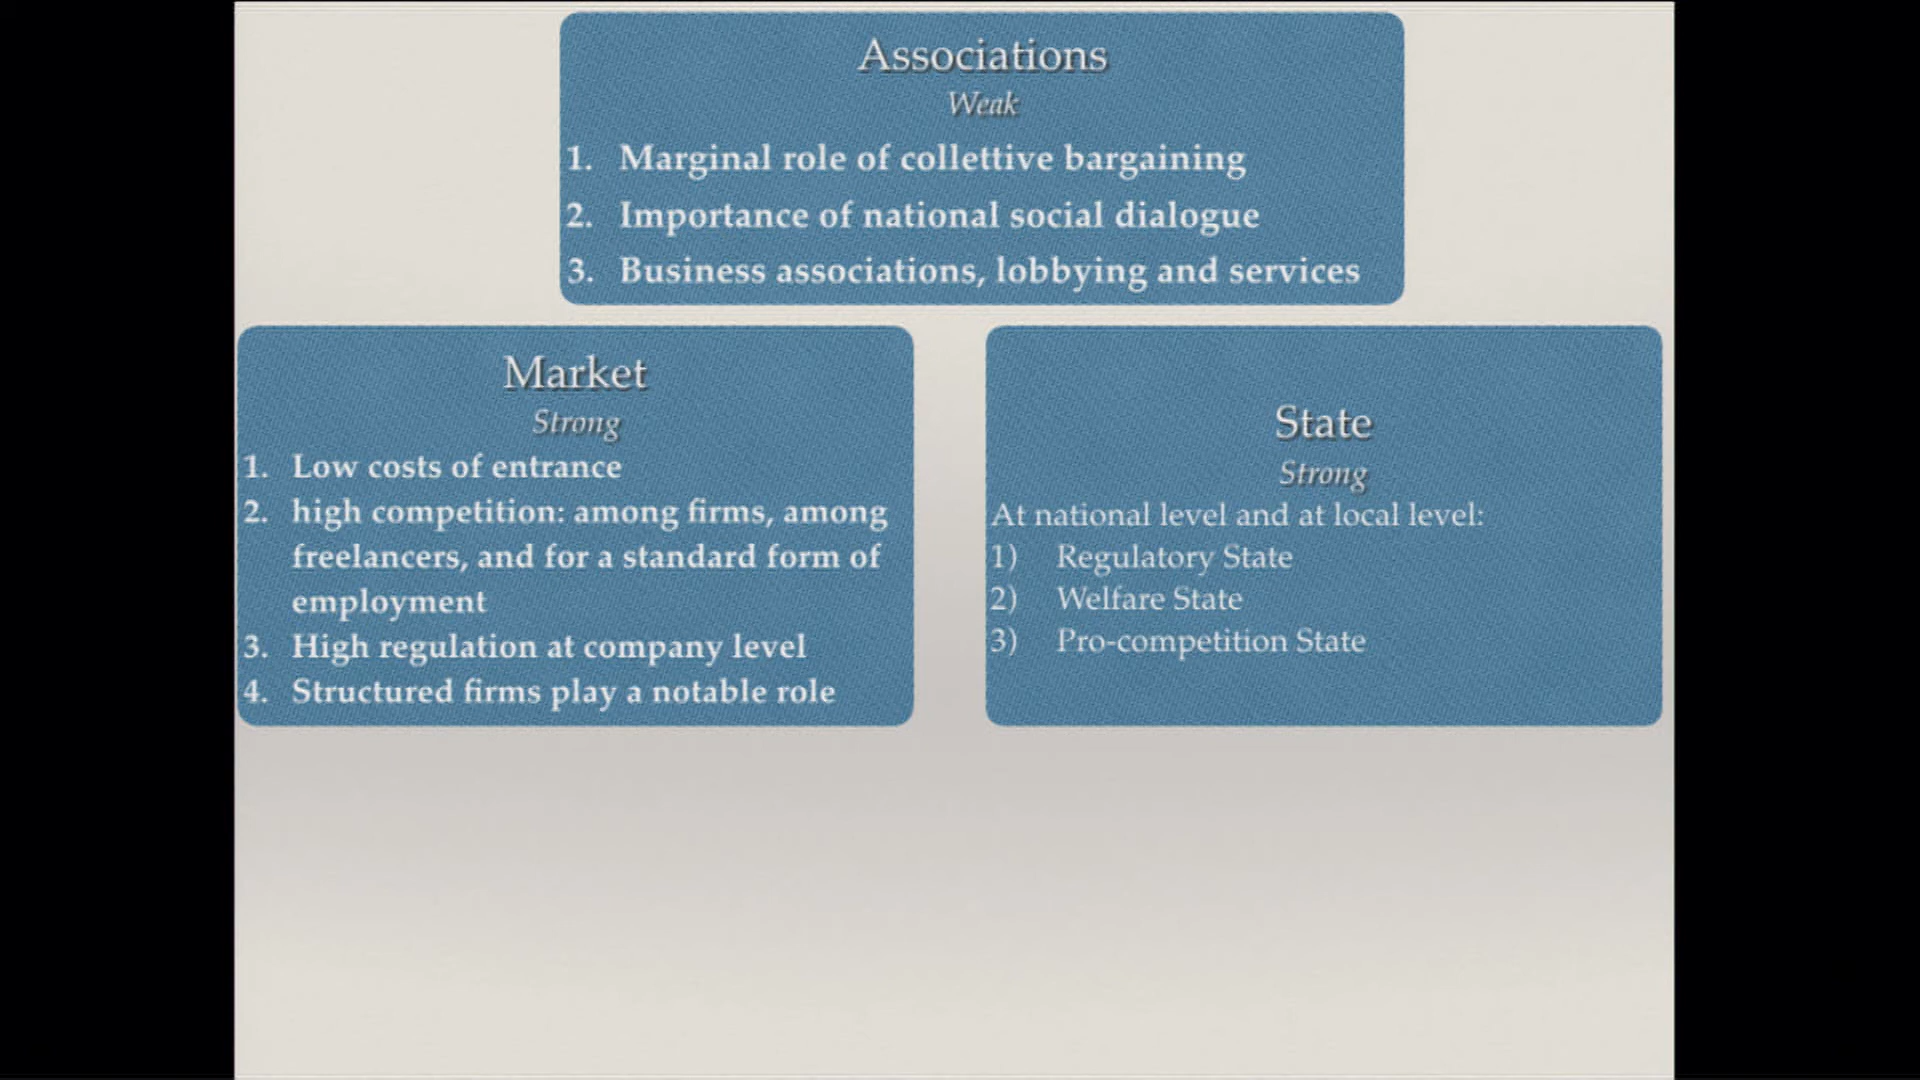 Associations
Weak
1. Marginal role of collettive bargaining
2. Importance of national social dialogue
3. Business associations, lobbying and services
Market
Strong
1. Low costs of entrance
2. high competition: among firms, among
freelancers, and for a standard form of
employment
3. High regulation at company level
4. Structured firms play a notable role
State
Strong
At national level and at local level:
1) Regulatory State
2) Welfare State
3) Pro-competition State